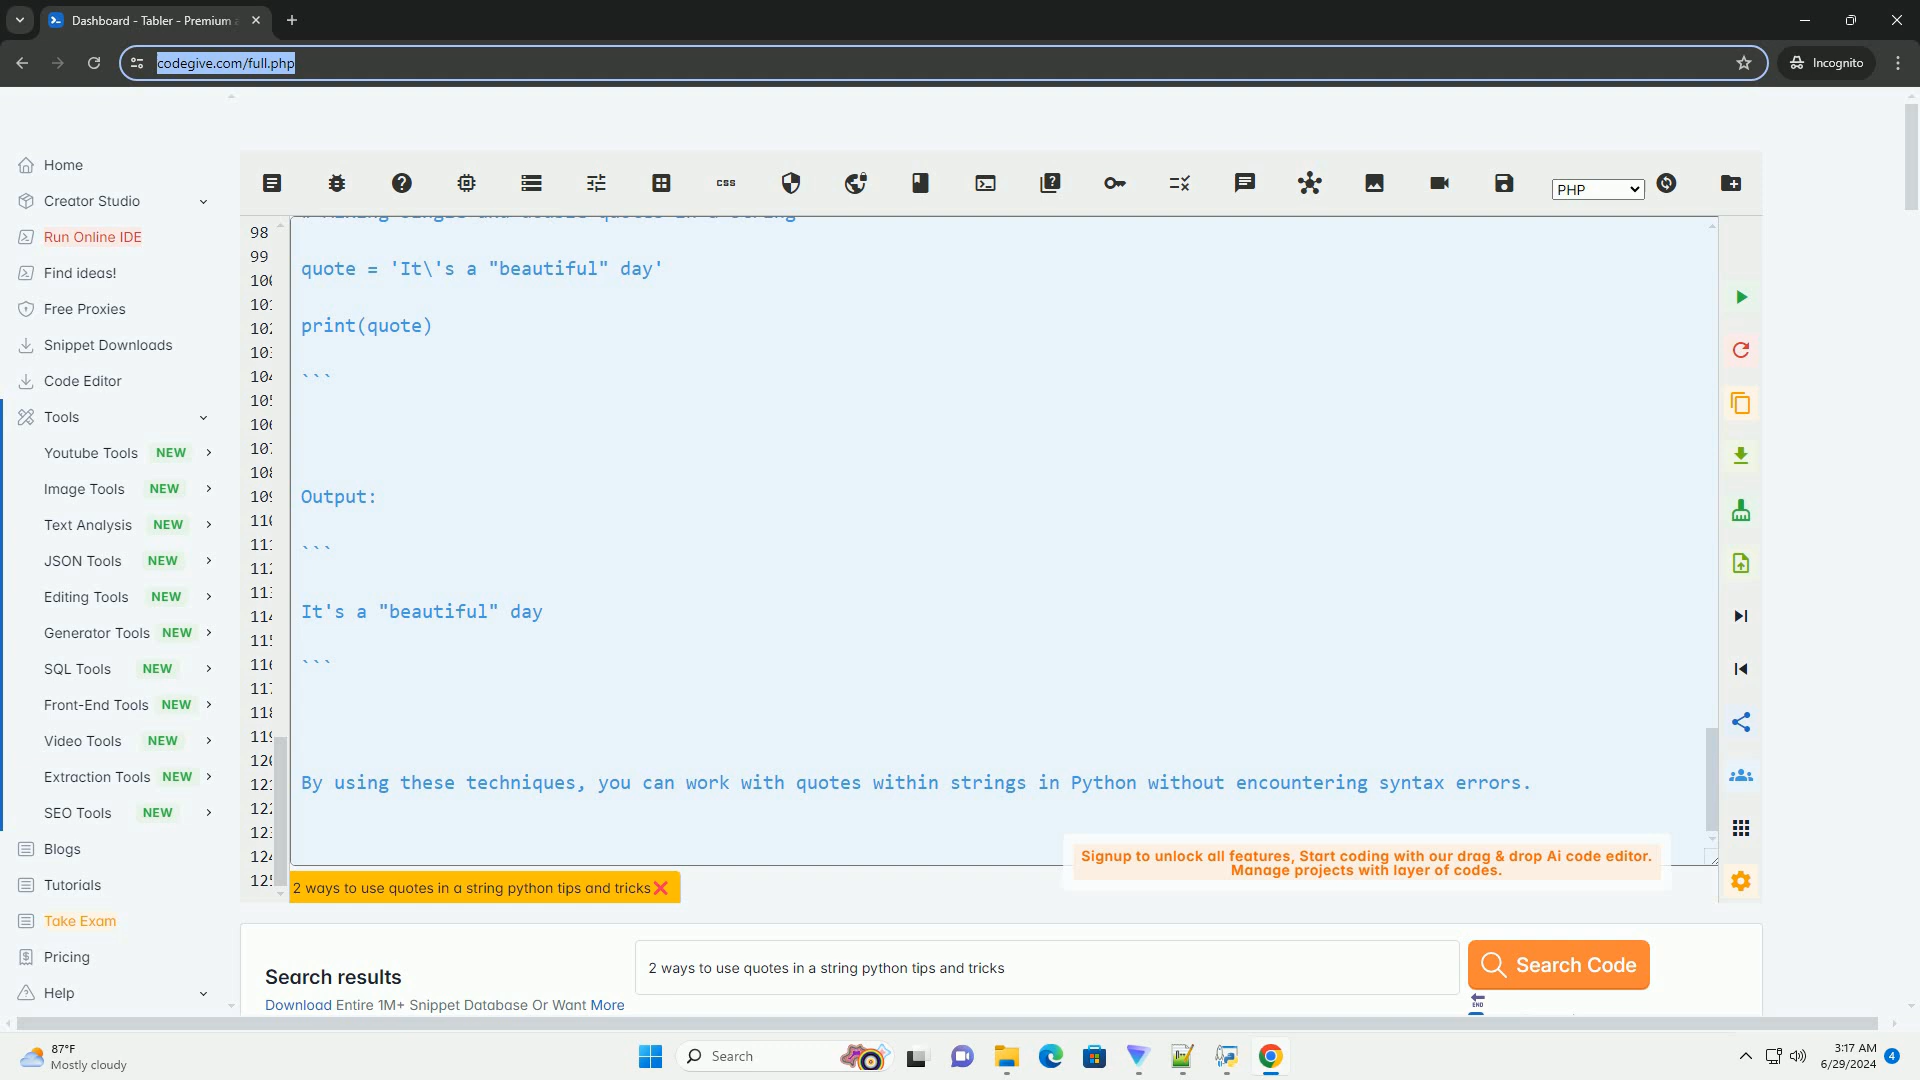 Dashboard - Tabler - Premium
codegive.com/full.php
Incognito
Home
Creator Studio
Run Online IDE
Find ideas!
Free Proxies
Snippet Downloads
Code Editor
Tools
Youtube Tools NEW
Image Tools NEW
Text Analysis NEW
JSON Tools NEW
Editing Tools NEW
Generator Tools NEW
SQL Tools NEW
Front-End Tools NEW
Video Tools NEW
Extraction Tools NEW
SEO Tools NEW
Blogs
Tutorials
Take Exam
Pricing
Help
css
PHP
98
99
quote = 'It\'s a "beautiful" day'
print(quote)
```
Output:
```
It's a "beautiful" day
```
By using these techniques, you can work with quotes within strings in Python without encountering syntax errors.
Signup to unlock all features, Start coding with our drag & drop Ai code editor.
Manage projects with layer of codes.
2 ways to use quotes in a string python tips and tricks
Search results
Download Entire 1M+ Snippet Database Or Want More
2 ways to use quotes in a string python tips and tricks
Search Code
END
87°F
Mostly cloudy
Search
3:17 AM
6/29/2024
4